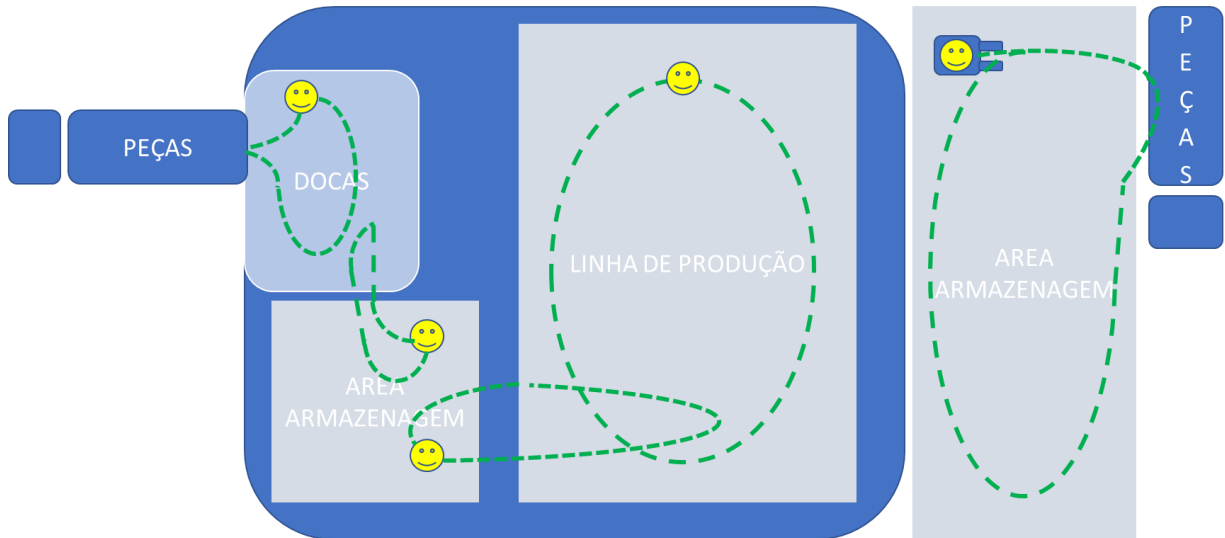 PEÇAS
DOCAS
AREA
ARMAZENAGEM
LINHA DE PRODUÇÃO
AREA
ARMAZENAGEM
P
E
Ç
A
S